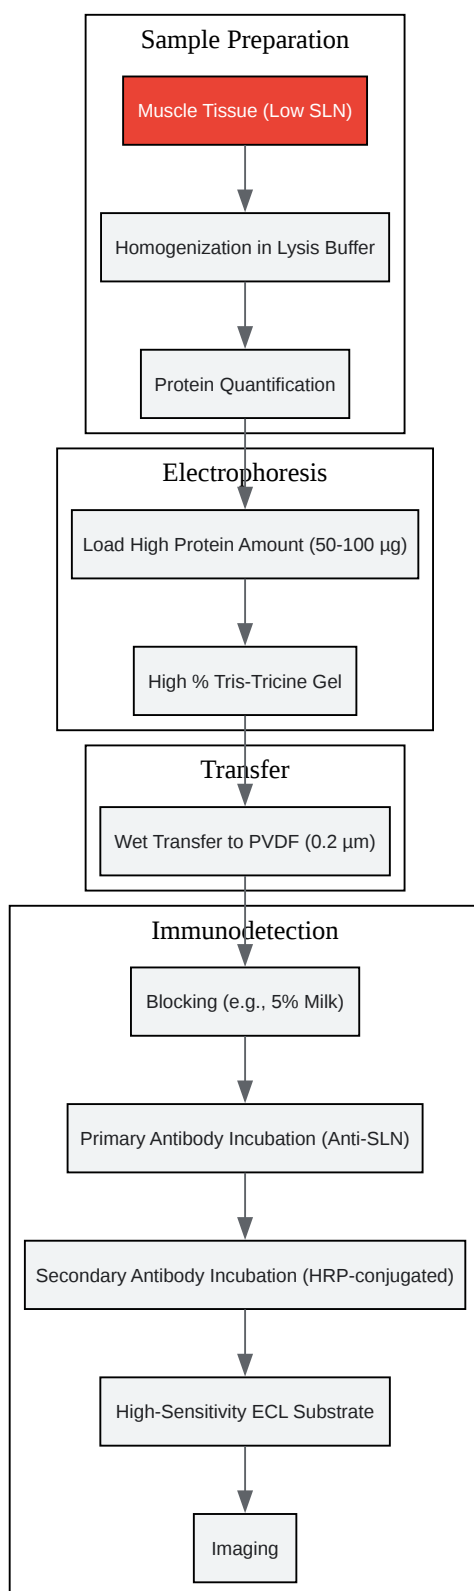 Sample Preparation
Muscle Tissue (Low SLN)
Homogenization in Lysis Buffer
Protein Quantification
Electrophoresis
Load High Protein Amount (50-100 µg)
High % Tris-Tricine Gel
Transfer
Wet Transfer to PVDF (0.2 µm)
Immunodetection
Blocking (e.g., 5% Milk)
Primary Antibody Incubation (Anti-SLN)
Secondary Antibody Incubation (HRP-conjugated)
High-Sensitivity ECL Substrate
Imaging